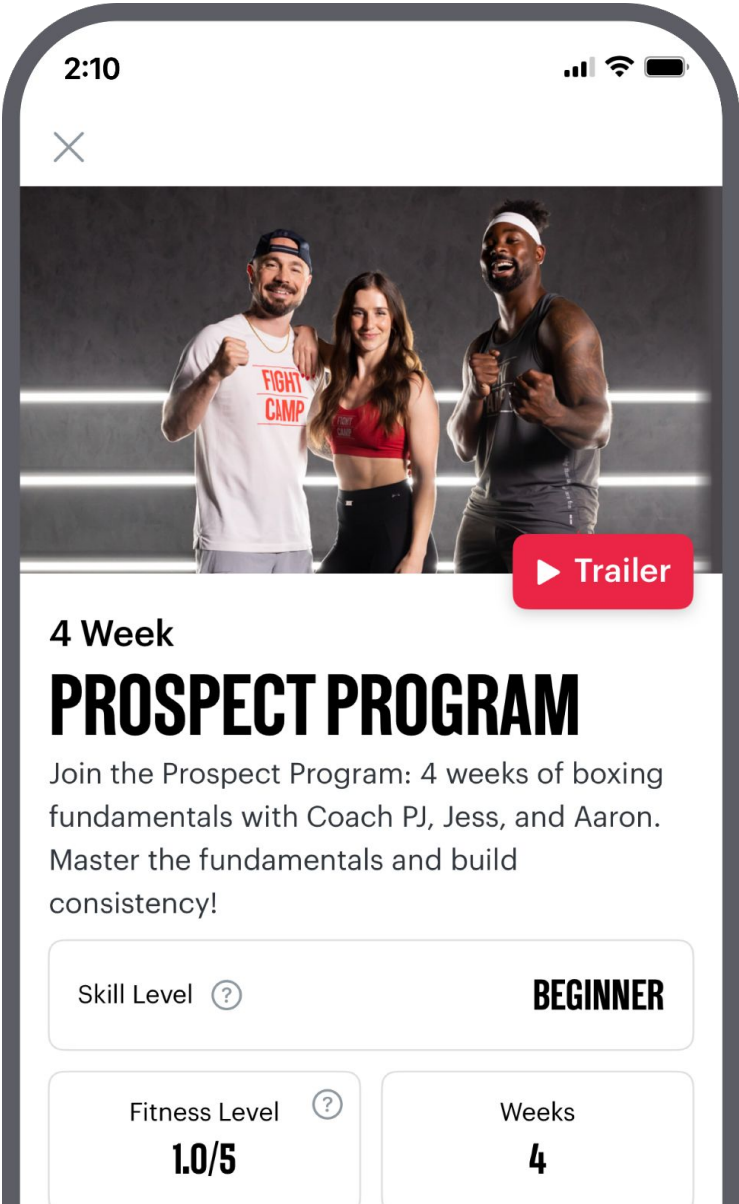 2:10
FIGHT
CAMP
FIGHT
CAMP
Trailer
4 Week
PROSPECT PROGRAM
Join the Prospect Program: 4 weeks of boxing
fundamentals with Coach PJ, Jess, and Aaron.
Master the fundamentals and build
consistency!
Skill Level ?
BEGINNER
Fitness Level ?
1.0/5
Weeks
4